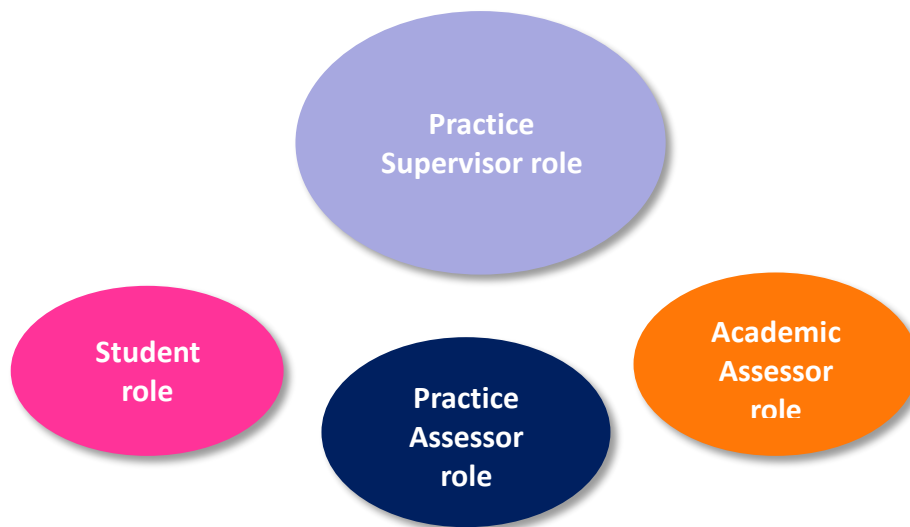 Practice
Supervisor role
Student
role
Practice
Assessor
role
Academic
Assessor
role